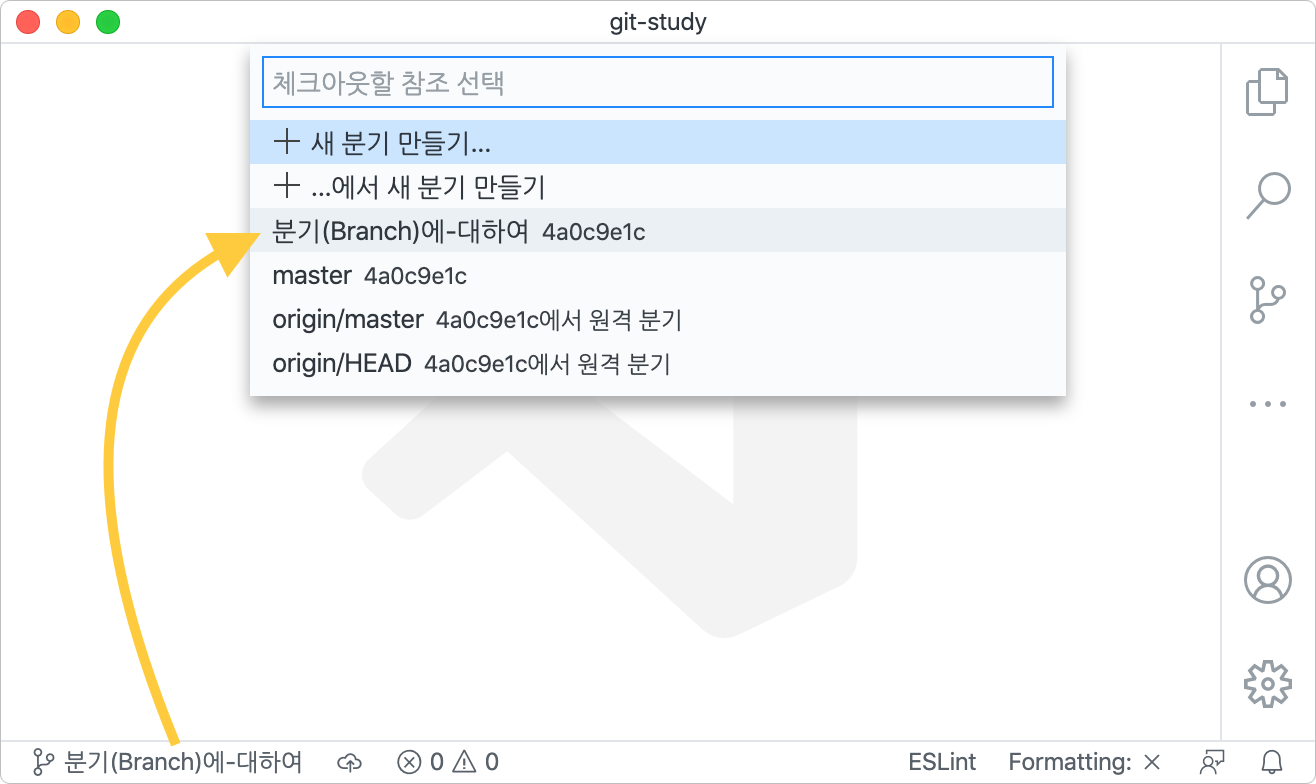 git-study
체크아웃할 참조 선택
새 분기 만들기...
...에서 새 분기 만들기
분기(Branch)에-대하여 4a0c9e1c
master 4a0c9e1c
origin/master 4a0c9e1c에서 원격 분기
origin/HEAD 4a0c9e1c에서 원격 분기
분기(Branch)에-대하여 0 0 ESLint Formatting: ×